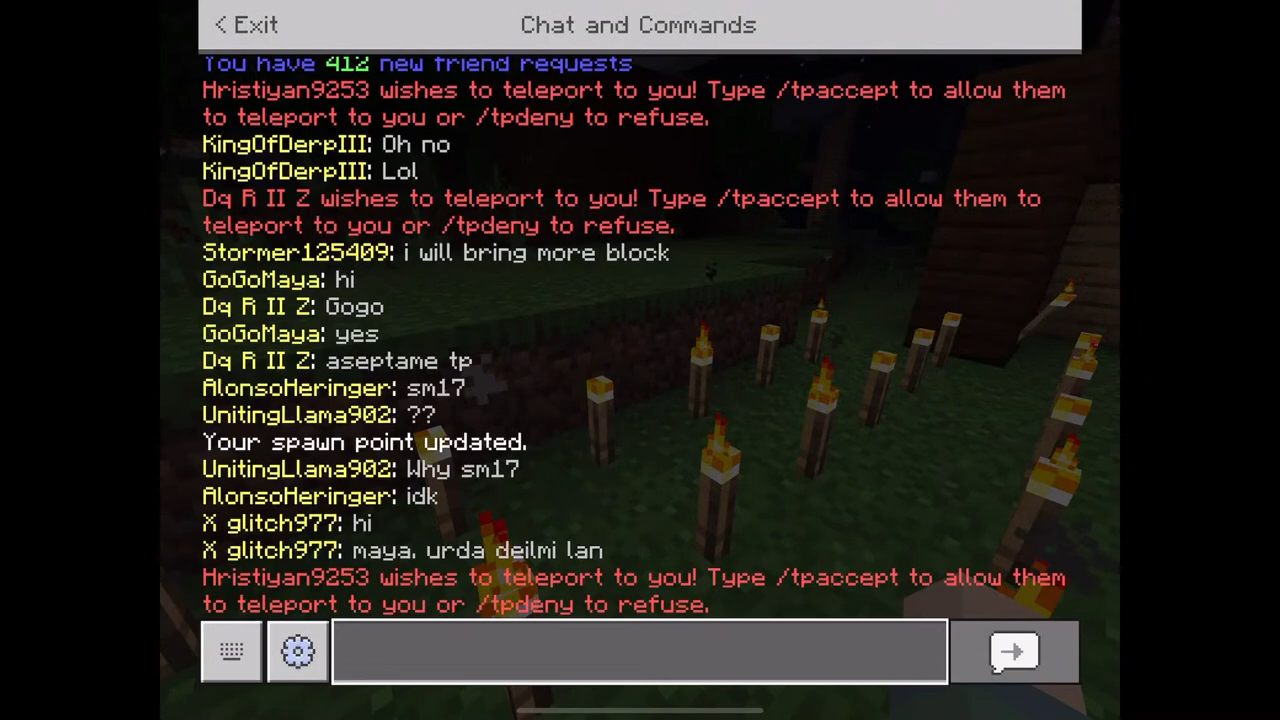 Exit
Chat and Commands
You have 412 new friend requests
Hristiyan9253 wishes to teleport to you! Type /tpaccept to allow them
to teleport to you or /tpdeny to refuse.
KingOfDerpIII: Oh no
KingOfDerpIII: Lol
Dq R II Z wishes to teleport to you! Type /tpaccept to allow them to
teleport to you or /tpdeny to refuse.
Stormer125409: i will bring more block
GoGoMaya: hi
Dq R II Z: Gogo
GoGoMaya: yes
Dq R II Z: aseptame tp
AlonsoHeringer: sm17
UnitingLlama902: ??
Your spawn point updated.
UnitingLlama902: Why sm17
AlonsoHeringer: idk
X glitch977: hi
X glitch977: maya. urda deilmi lan
Hristiyan9253 wishes to teleport to you! Type /tpaccept to allow them
to teleport to you or /tpdeny to refuse.